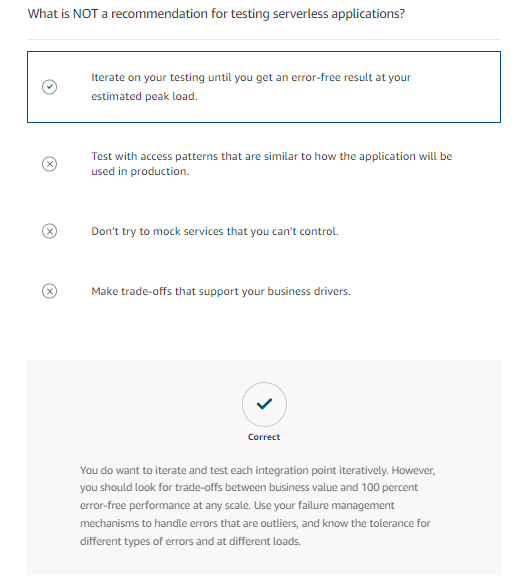 What is NOT a recommendation for testing serverless applications?
Iterate on your testing until you get an error-free result at your
estimated peak load.
Test with access patterns that are similar to how the application will be
used in production.
Don't try to mock services that you can't control.
Make trade-offs that support your business drivers.
Correct
You do want to iterate and test each integration point iteratively. However,
you should look for trade-offs between business value and 100 percent
error-free performance at any scale. Use your failure management
mechanisms to handle errors that are outliers, and know the tolerance for
different types of errors and at different loads.